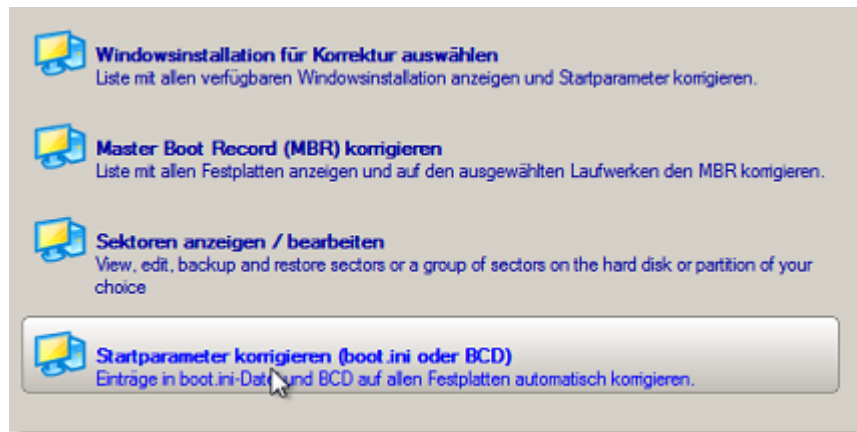 Windowsinstallation für Korrektur auswählen
Liste mit allen verfügbaren Windowsinstallation anzeigen und Startparameter korrigieren.
Master Boot Record (MBR) korrigieren
Liste mit allen Festplatten anzeigen und auf den ausgewählten Laufwerken den MBR korrigieren.
Sektoren anzeigen / bearbeiten
View, edit, backup and restore sectors or a group of sectors on the hard disk or partition of your
choice
Startparameter korrigieren (boot.ini oder BCD)
Einträge in boot.ini-Datei und BCD auf allen Festplatten automatisch korrigieren.